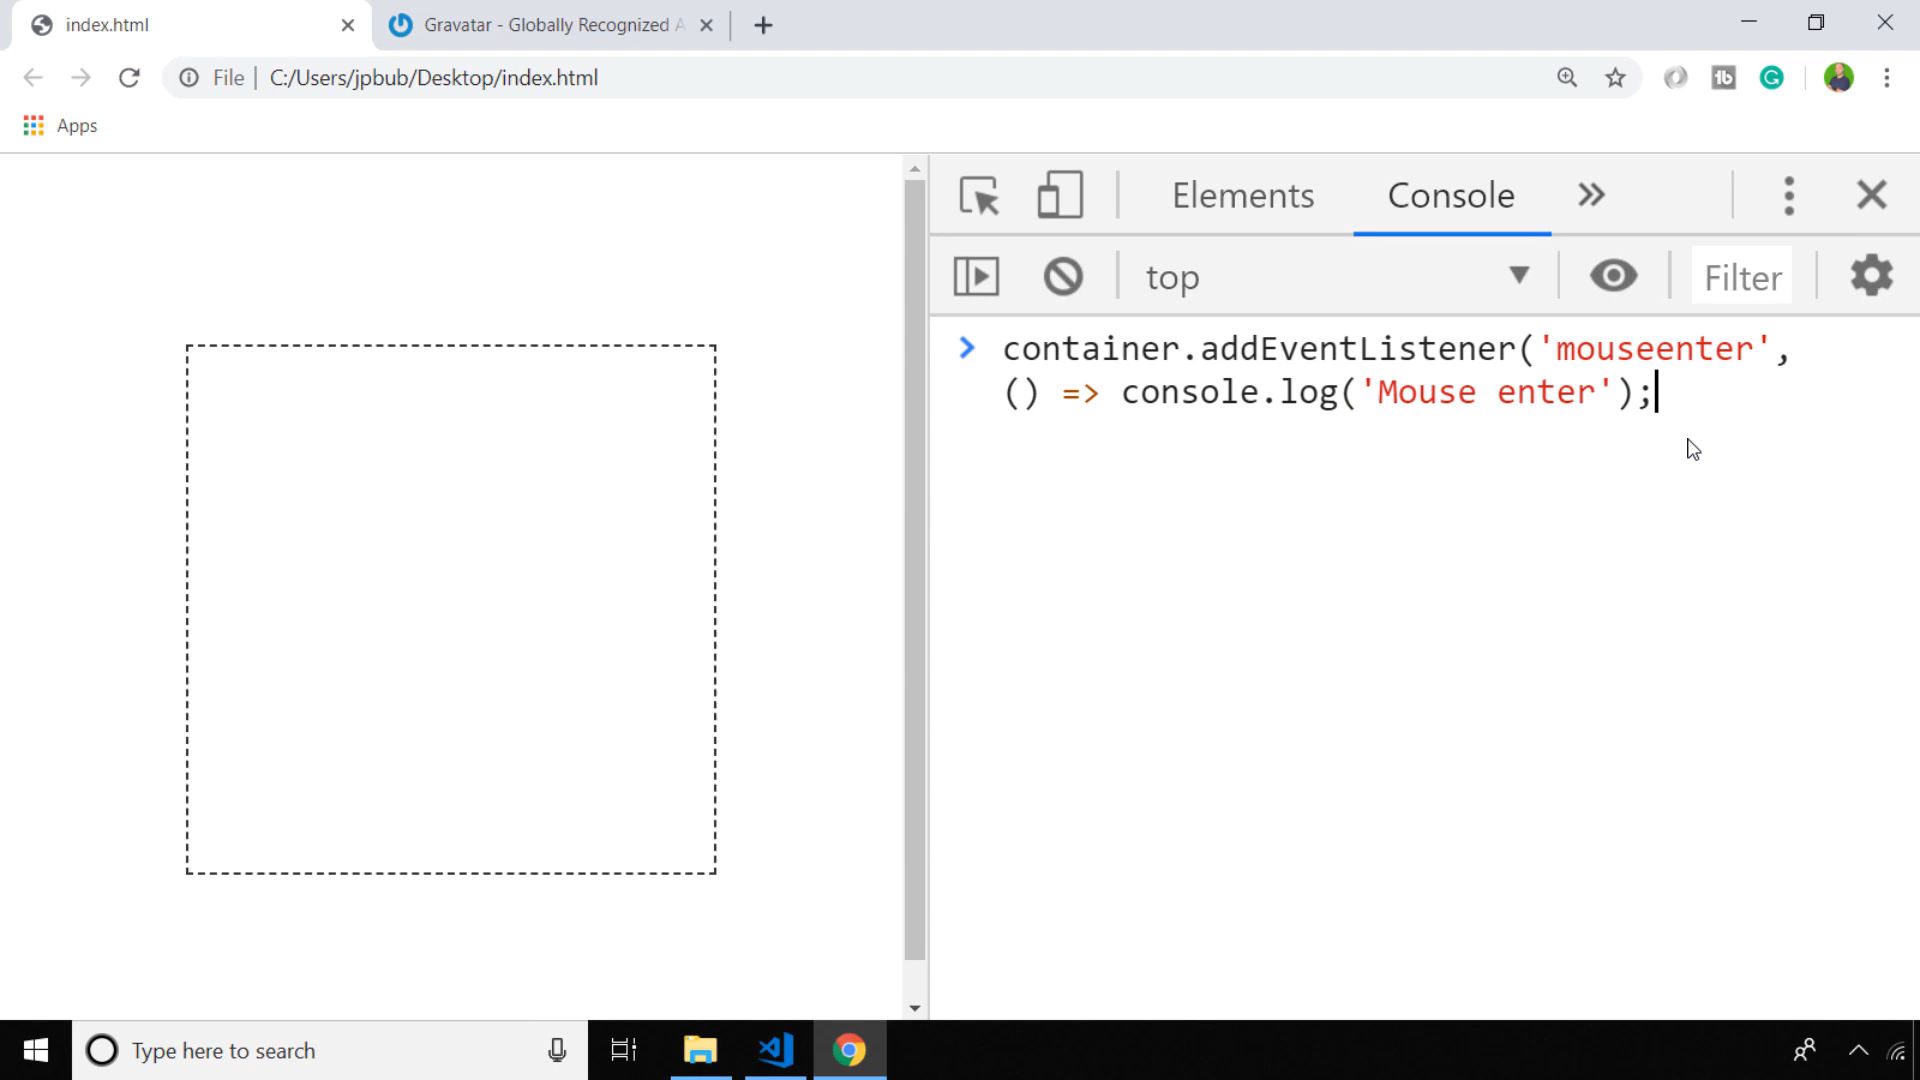 index.html
Gravatar - Globally Recognized A
File
C:/Users/jpbub/Desktop/index.html
Apps
Elements
Console
top
Filter
container.addEventListener('mouseenter',
() => console.log('Mouse enter');
Type here to search